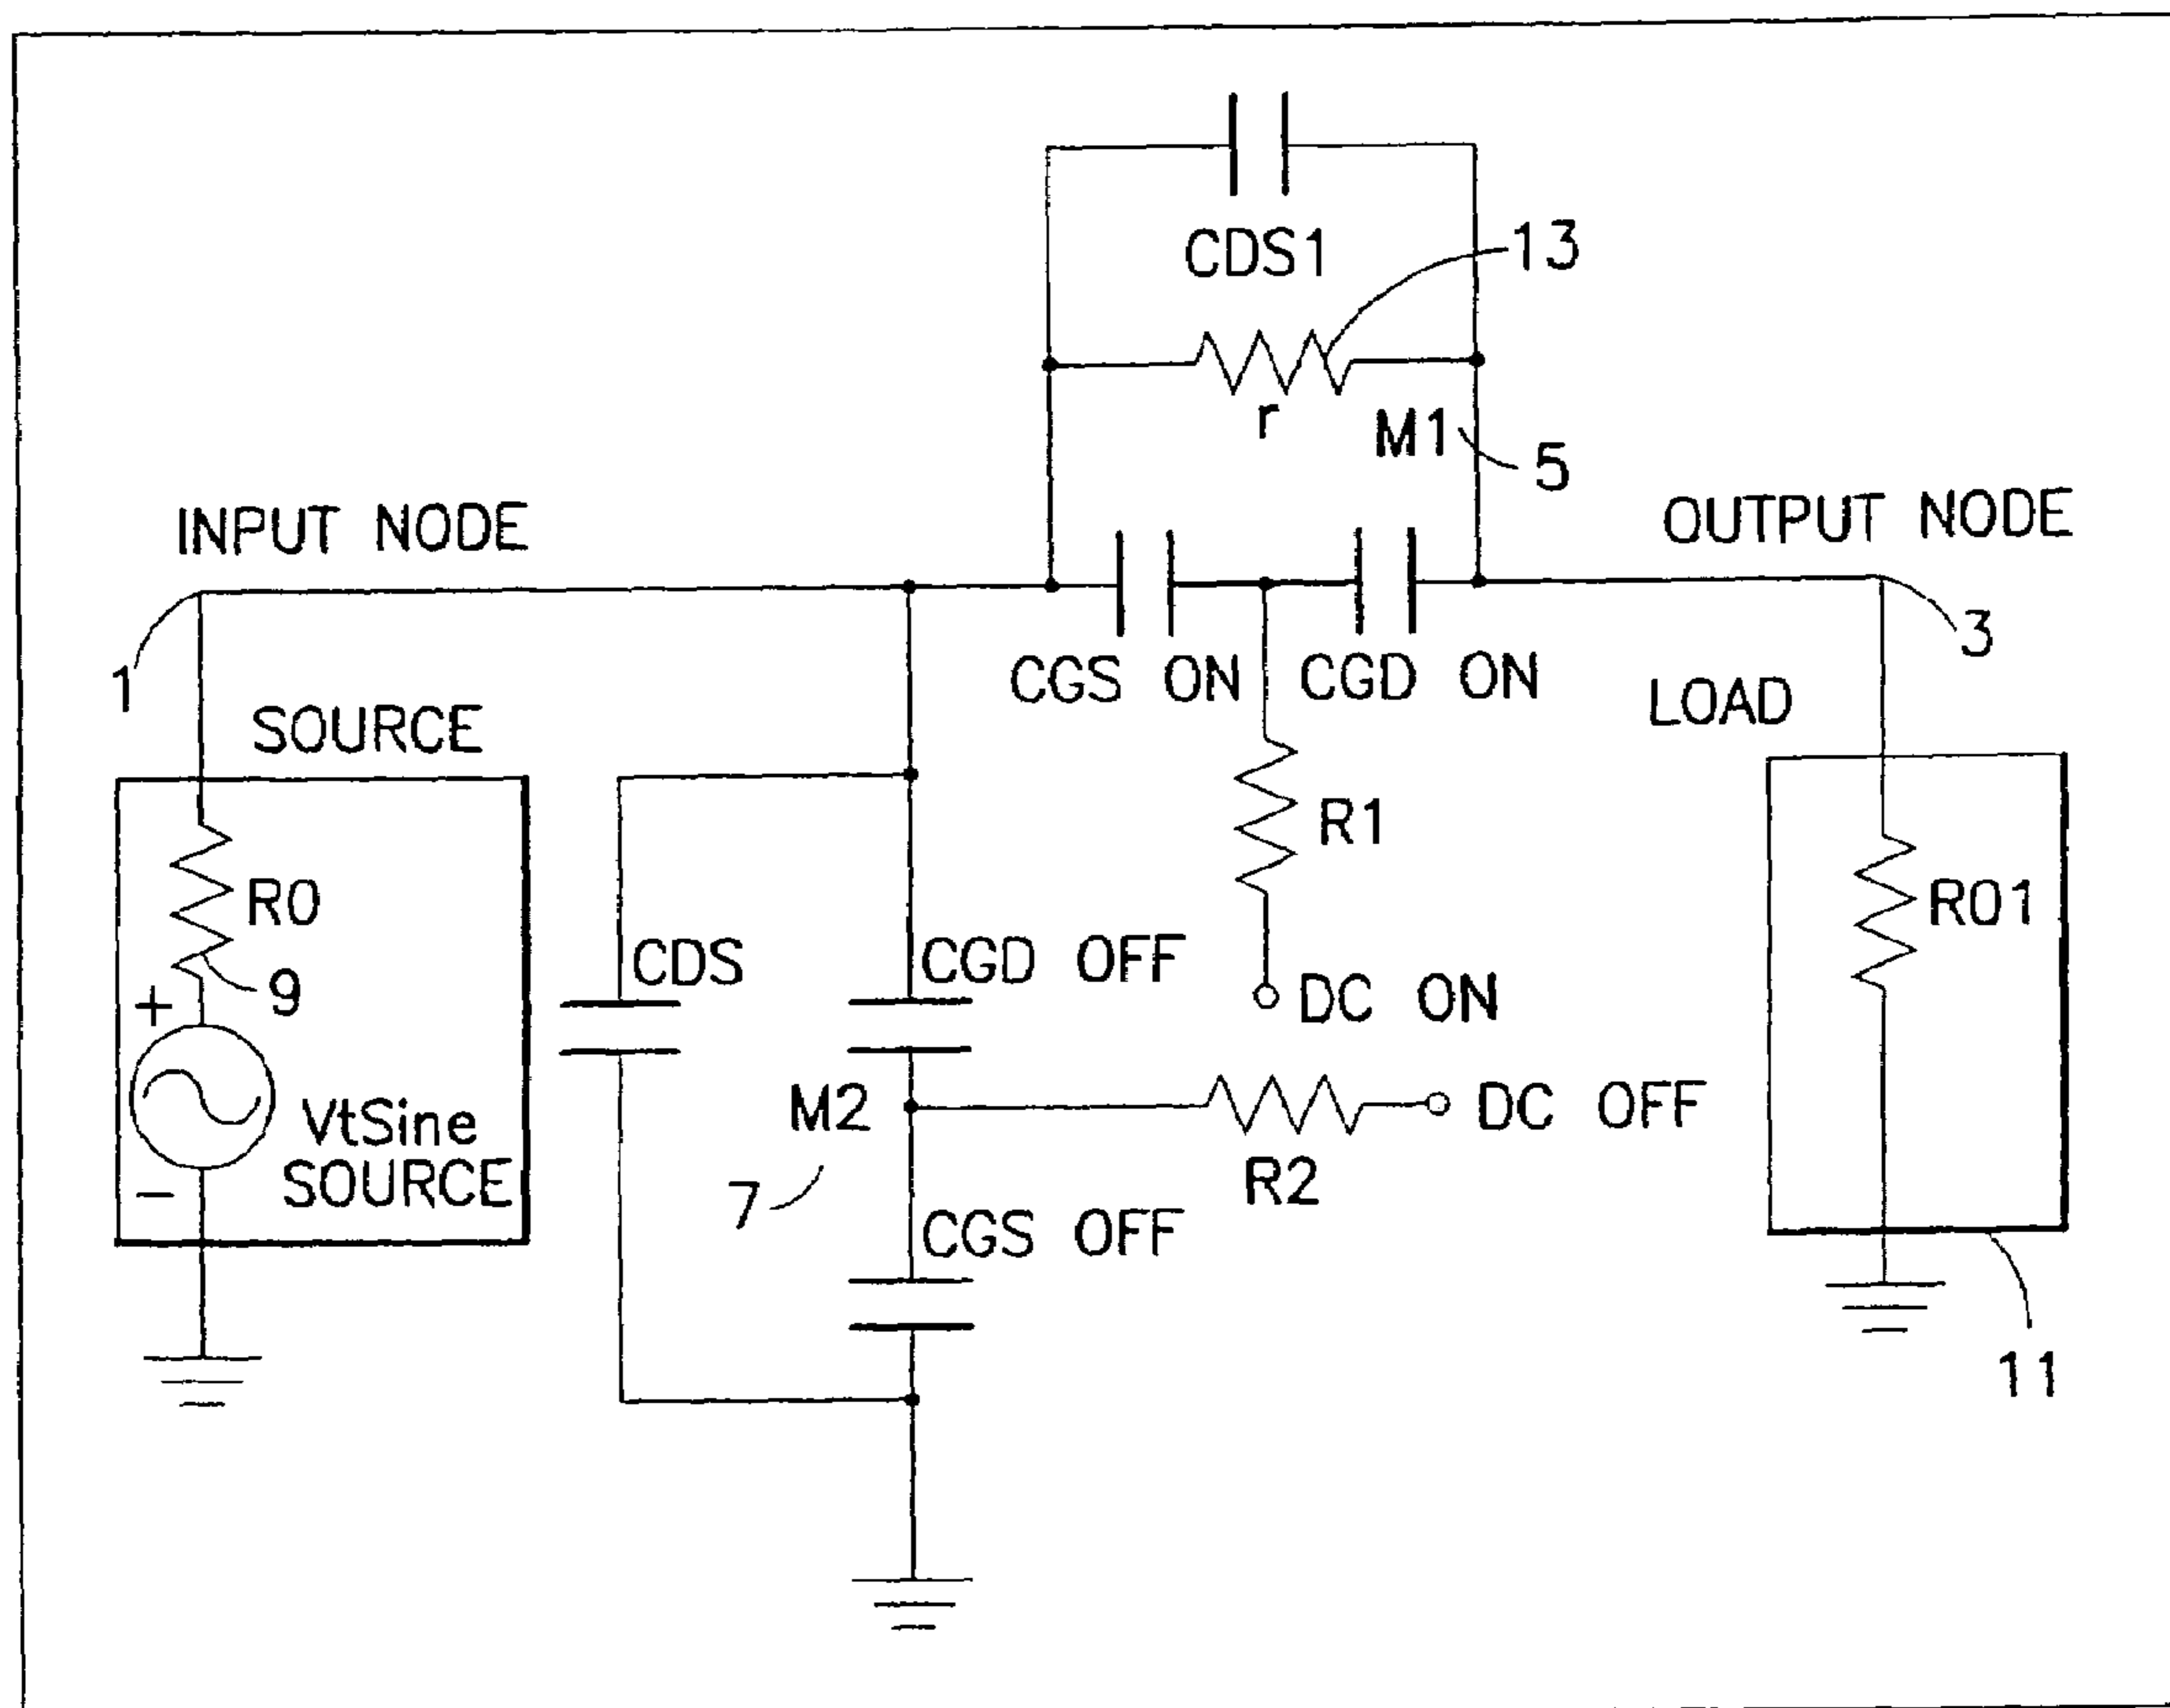 CDS1
13
r
M1
5
INPUT NODE
OUTPUT NODE
1
3
CGS ON
CGD ON
LOAD
SOURCE
R1
R0
R01
9
CDS
CGD OFF
DC ON
+
M2
DC OFF
VtSine
SOURCE
R2
–
7
CGS OFF
11